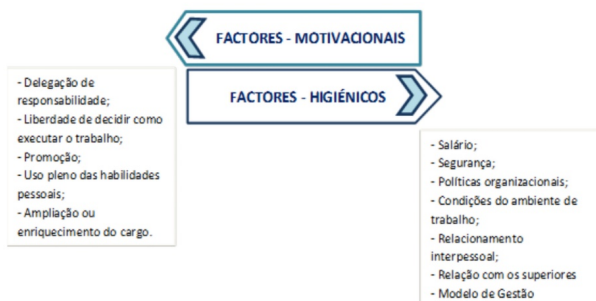 FACTORES - MOTIVACIONAIS
FACTORES - HIGIÉNICOS
- Delegação de
responsabilidade;
- Liberdade de decidir como
executar o trabalho;
- Promoção;
- Uso pleno das habilidades
pessoais;
- Ampliação ou
enriquecimento do cargo.
- Salário;
- Segurança;
- Políticas organizacionais;
- Condições do ambiente de
trabalho;
- Relacionamento
interpessoal;
- Relação com os superiores
- Modelo de Gestão